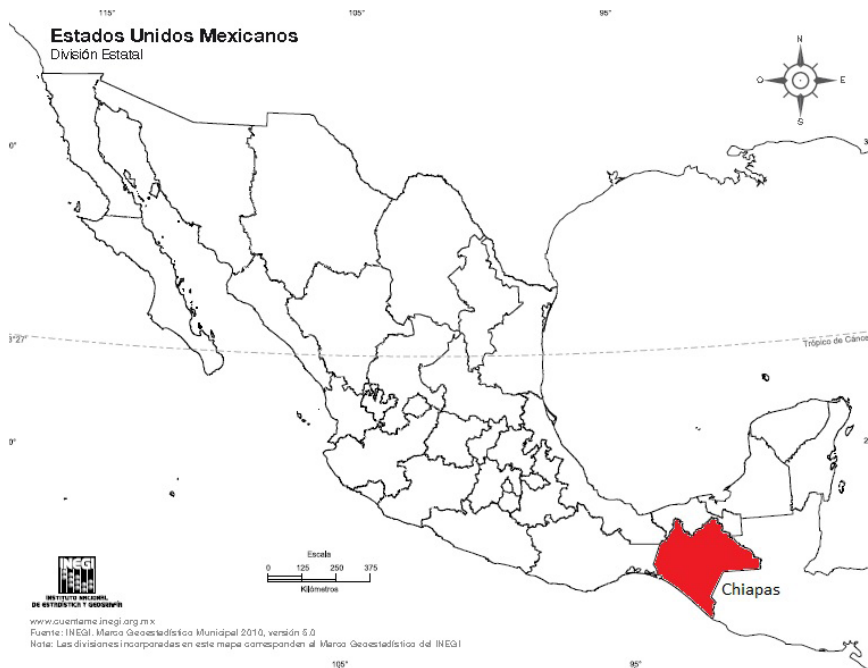 115°
105°
95°
Estados Unidos Mexicanos
División Estatal
N
O
E
S
Trópico de Cánce
Chiapas
Escala
0 125 250 375
Kilómetros
INEGI
INSTITUTO NACIONAL
DE ESTADÍSTICA Y GEOGRAFÍA
www.cuentame.inegi.org.mx
Fuente: INEGI. Marco Geoestadístico Municipal 2010, versión 5.0
Nota: Las divisiones incorporadas en este mapa corresponden al Marco Geoestadístico del INEGI
105°
95°